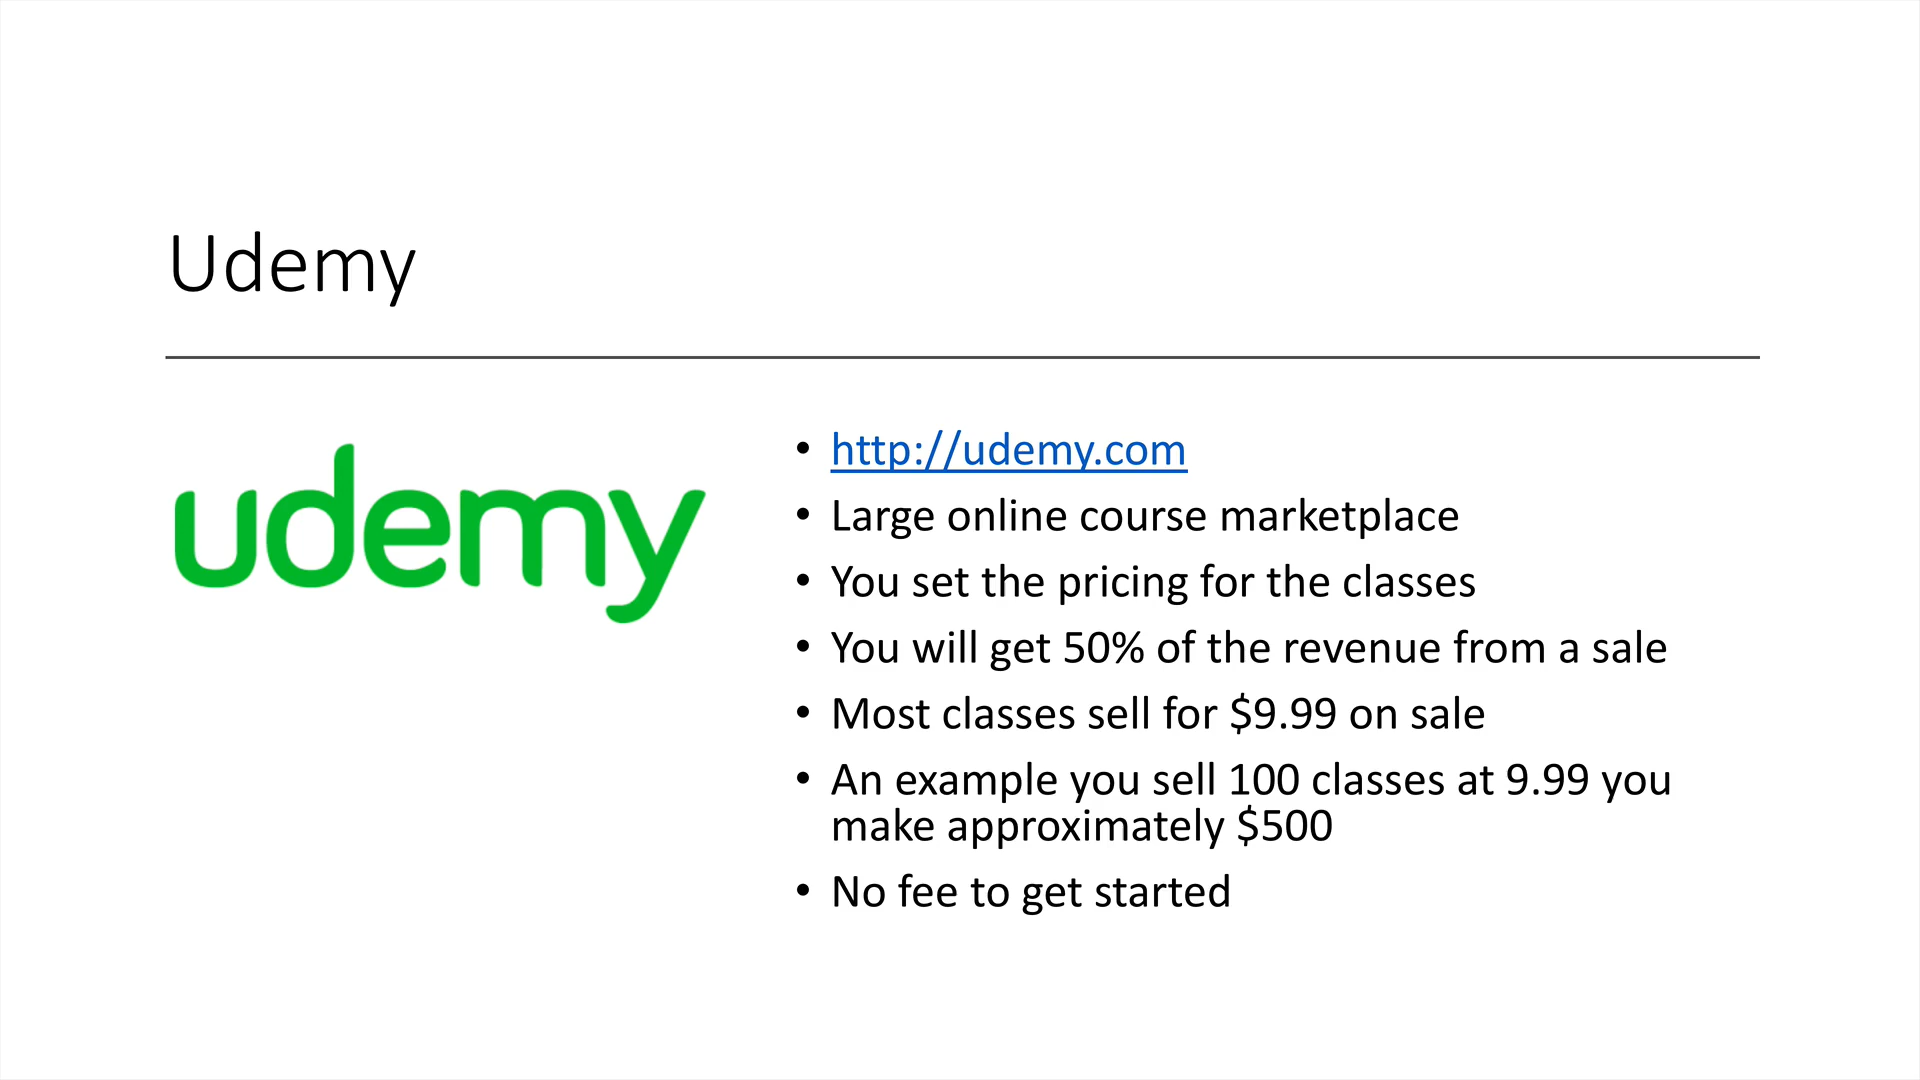 Udemy
udemy
• http://udemy.com
• Large online course marketplace
• You set the pricing for the classes
• You will get 50% of the revenue from a sale
• Most classes sell for $9.99 on sale
• An example you sell 100 classes at 9.99 you
make approximately $500
• No fee to get started